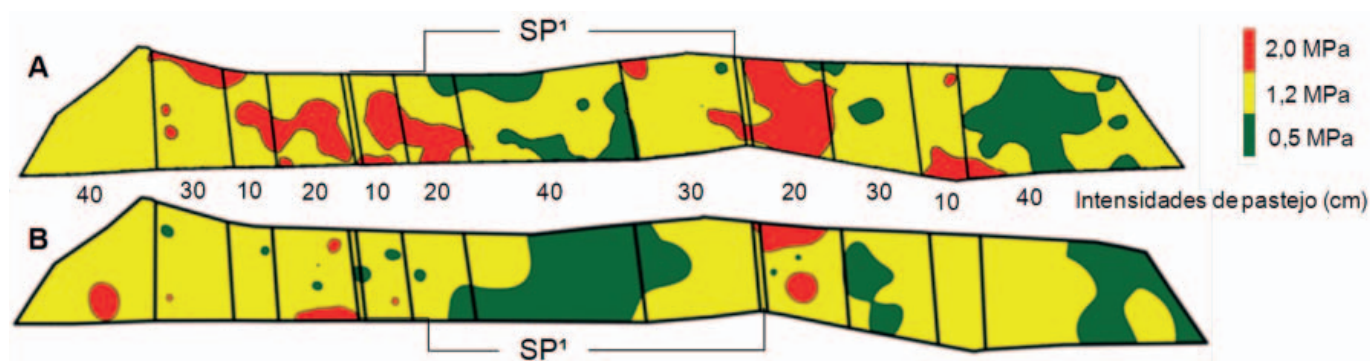 SP¹
A
2,0 MPa
1,2 MPa
0,5 MPa
40 30 10 20 10 20 40 30 20 30 10 40 Intensidades de pastejo (cm)
B
SP¹